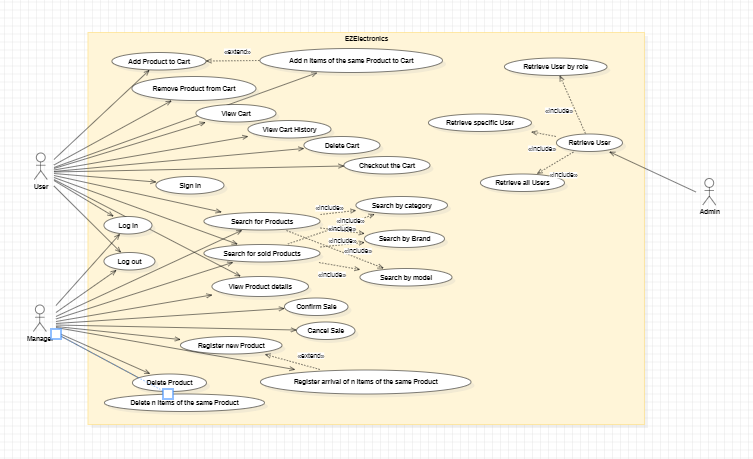 EZElectronics
Add Product to Cart
«extend»
Add n Items of the same Product to Cart
Remove Product from Cart
View Cart
View Cart History
Delete Cart
Checkout the Cart
Retrieve User by role
Retrieve specific User
«include»
Retrieve User
«include»
«include»
Retrieve all Users
User
Admin
Sign in
Log in
Log out
Search for Products
Search for sold Products
«include»
«include»
«include»
«include»
«include»
«include»
Search by category
Search by Brand
Search by model
View Product details
Confirm Sale
Cancel Sale
Manage
Register new Product
«extend»
Register arrival of n items of the same Product
Delete Product
Delete n items of the same Product